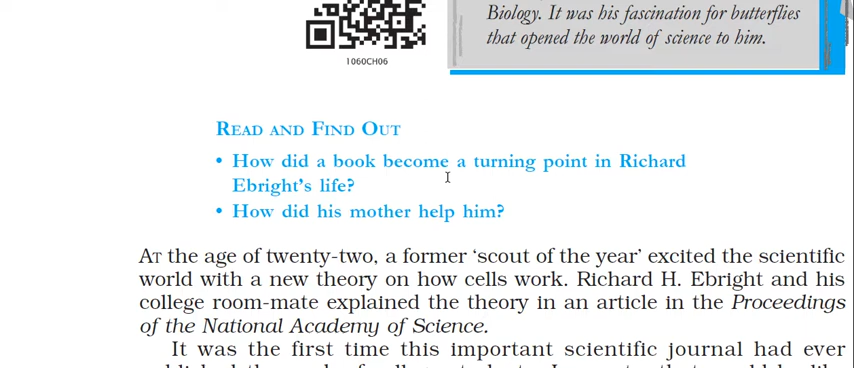 Biology. It was his fascination for butterflies
that opened the world of science to him.
1060CH06
READ AND FIND OUT
• How did a book become a turning point in Richard
Ebright's life?
• How did his mother help him?
AT the age of twenty-two, a former ‘scout of the year’ excited the scientific
world with a new theory on how cells work. Richard H. Ebright and his
college room-mate explained the theory in an article in the Proceedings
of the National Academy of Science.
It was the first time this important scientific journal had ever